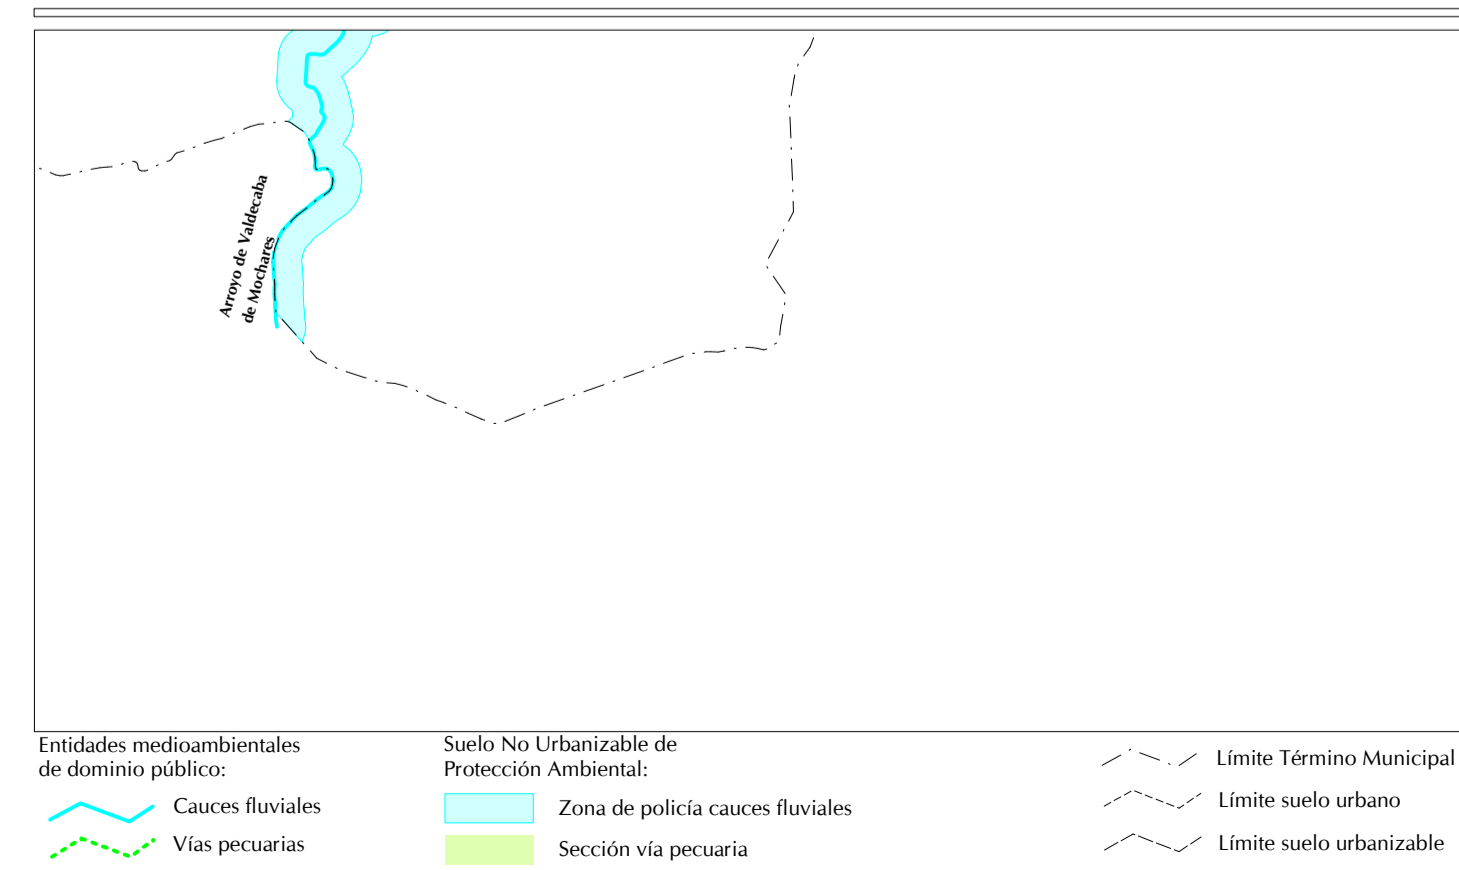 Arroyo de Valdecaba
de Mochares
Entidades medioambientales
de dominio público:
Cauces fluviales
Vías pecuarias
Suelo No Urbanizable de
Protección Ambiental:
Zona de policía cauces fluviales
Sección vía pecuaria
Límite Término Municipal
Límite suelo urbano
Límite suelo urbanizable